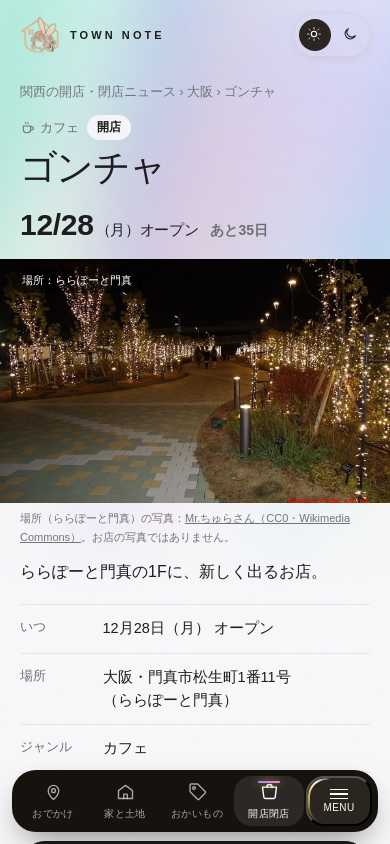 TOWN NOTE
関西の開店・閉店ニュース › 大阪 › ゴンチャ
カフェ 開店
ゴンチャ
12/28（月）オープン あと35日
場所：ららぽーと門真
場所（ららぽーと門真）の写真：Mr.ちゅらさん（CC0・Wikimedia
Commons）。お店の写真ではありません。
ららぽーと門真の1Fに、新しく出るお店。
いつ 12月28日（月） オープン
場所 大阪・門真市松生町1番11号
（ららぽーと門真）
ジャンル カフェ
おでかけ 家と土地 おかいもの 開店閉店 MENU